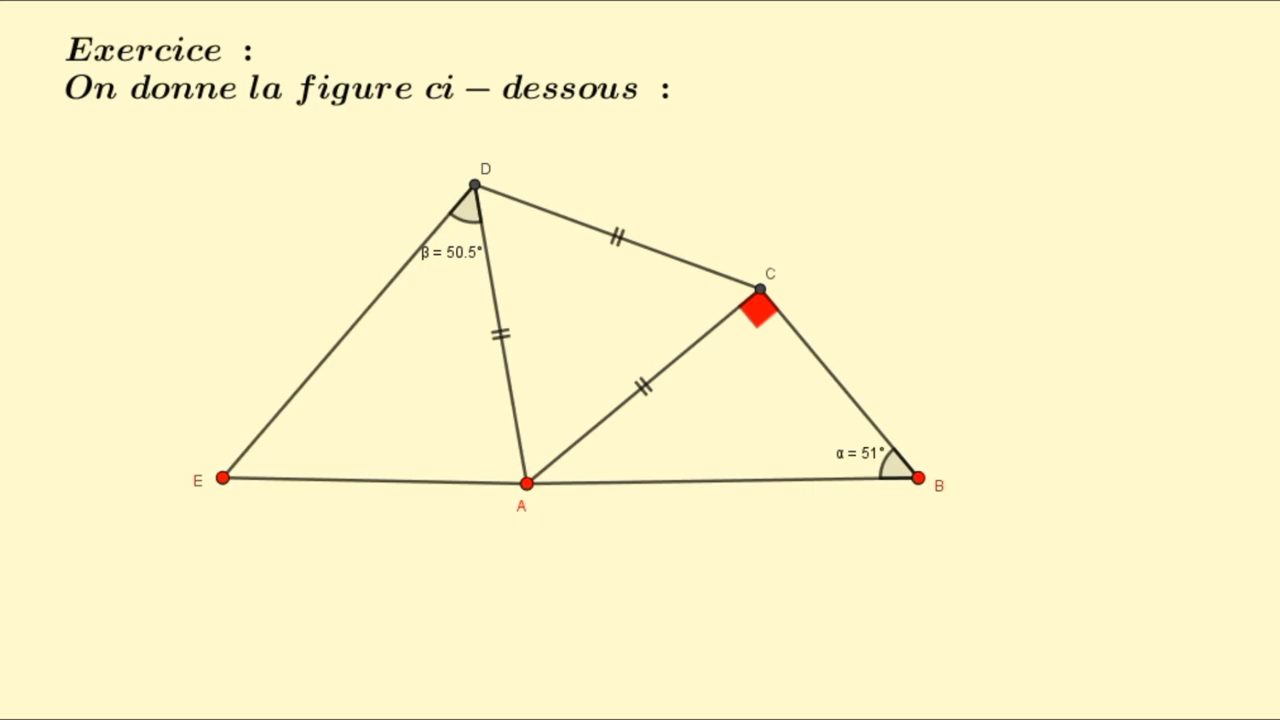 Exercice :
On donne la figure ci – dessous :
D
β = 50.5°
C
α = 51°
E
B
A